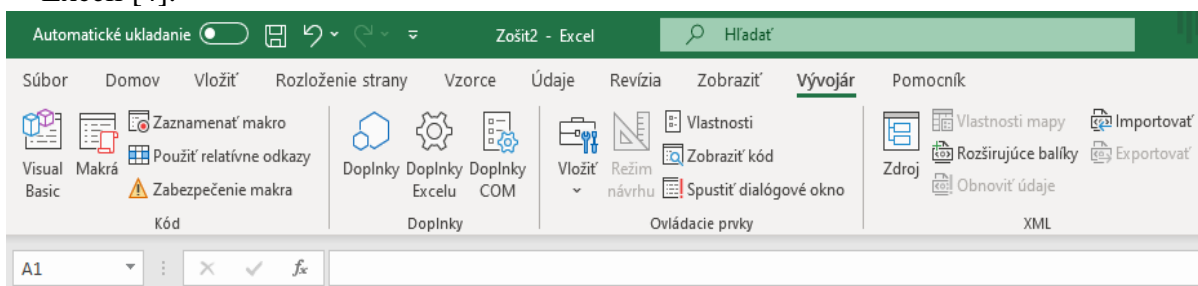 Automatické ukladanie
Zošit2 - Excel
Hľadať
Súbor Domov Vložiť Rozloženie strany Vzorce Údaje Revízia Zobraziť Vývojár Pomocník
Visual Basic
Makrá
Zaznamenať makro
Použiť relatívne odkazy
Zabezpečenie makra
Kód
Doplnky
Doplnky Excelu
Doplnky COM
Doplnky
Vložiť
Režim návrhu
Vlastnosti
Zobraziť kód
Spustiť dialógové okno
Ovládacie prvky
Zdroj
Vlastnosti mapy
Rozširujúce balíky
Obnoviť údaje
Importovať
Exportovať
XML
A1
fx